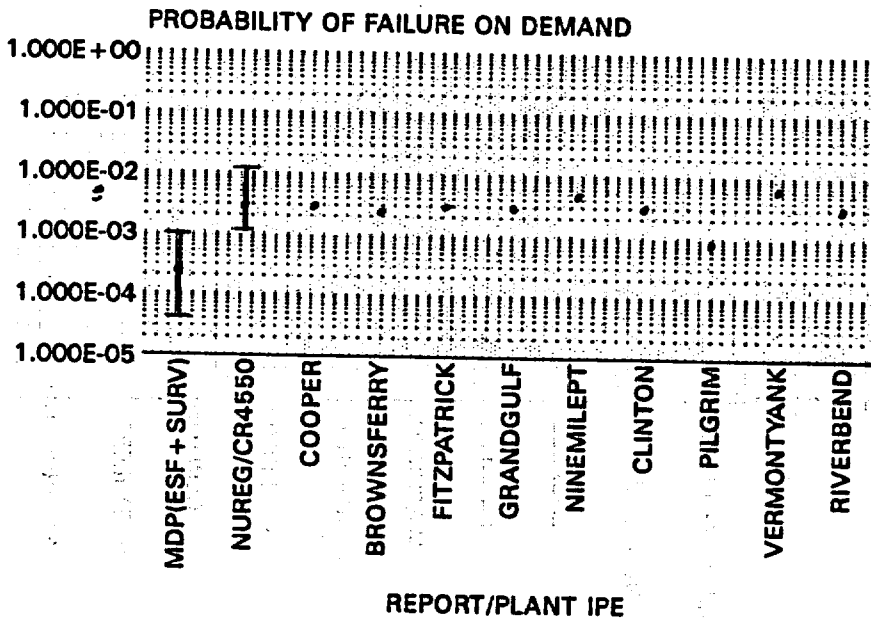 PROBABILITY OF FAILURE ON DEMAND
1.000E+00
1.000E-01
1.000E-02
1.000E-03
1.000E-04
1.000E-05
MDP(ESF + SURV)
NUREG/CR4550
COOPER
BROWNSFERRY
FITZPATRICK
GRANDGULF
NINEMILEPT
CLINTON
PILGRIM
VERMONTYANK
RIVERBEND
REPORT/PLANT IPE